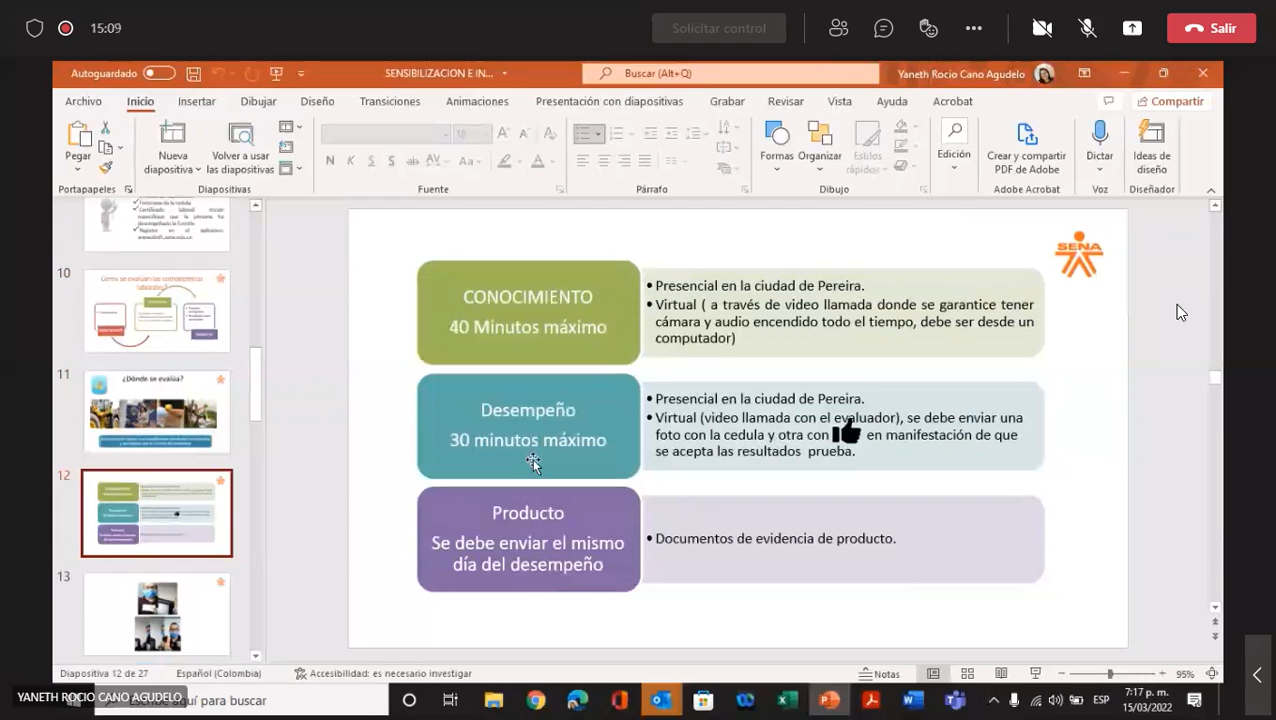 15:09
Solicitar control
Salir
Autoguardado
SENSIBILIZACION E IN...
Buscar (Alt+Q)
Yaneth Rocio Cano Agudelo
Archivo
Inicio
Insertar
Dibujar
Diseño
Transiciones
Animaciones
Presentación con diapositivas
Grabar
Revisar
Vista
Ayuda
Acrobat
Compartir
Pegar
Nueva
diapositiva
Volver a usar
las diapositivas
18
Formas
Organizar
Estilos
rápidos
Edición
Crear y compartir
PDF de Adobe
Dictar
Ideas de
diseño
Portapapeles
Diapositivas
Fuente
Párrafo
Dibujo
Adobe Acrobat
Voz
Diseñador
10
11
¿Dónde se evalúa?
12
13
SENA
CONOCIMIENTO
40 Minutos máximo
• Presencial en la ciudad de Pereira.
• Virtual ( a través de video llamada donde se garantice tener
cámara y audio encendido todo el tiempo, debe ser desde un
computador)
Desempeño
30 minutos máximo
• Presencial en la ciudad de Pereira.
• Virtual (video llamada con el evaluador), se debe enviar una
foto con la cedula y otra con en manifestación de que
se acepta las resultados prueba.
Producto
Se debe enviar el mismo
día del desempeño
• Documentos de evidencia de producto.
Diapositiva 12 de 27
Español (Colombia)
Accesibilidad: es necesario investigar
Notas
95%
YANETH ROCIO CANO AGUDELO
Escribe aquí para buscar
ESP
7:17 p. m.
15/03/2022